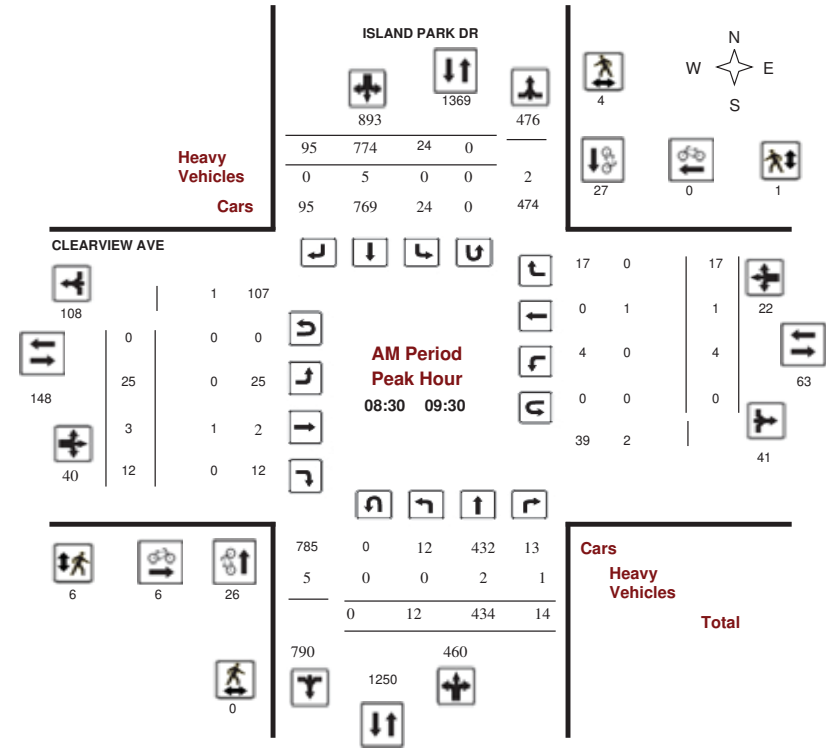 ISLAND PARK DR
N
W E
S
1369
4
893 476
95 774 24 0
Heavy
Vehicles
0 5 0 0 2
27 0 1
Cars
95 769 24 0 474
CLEARVIEW AVE
17 0 17
108
1 107
0 1 1 22
0 0 0
AM Period
4 0 4
Peak Hour
63
148
25 0 25
08:30 09:30
0 0 0
3 1 2
39 2
41
40
12 0 12
785 0 12 432 13 Cars
5 0 0 2 1 Heavy
Vehicles
6 6 26
0 12 434 14 Total
790 460
1250
0